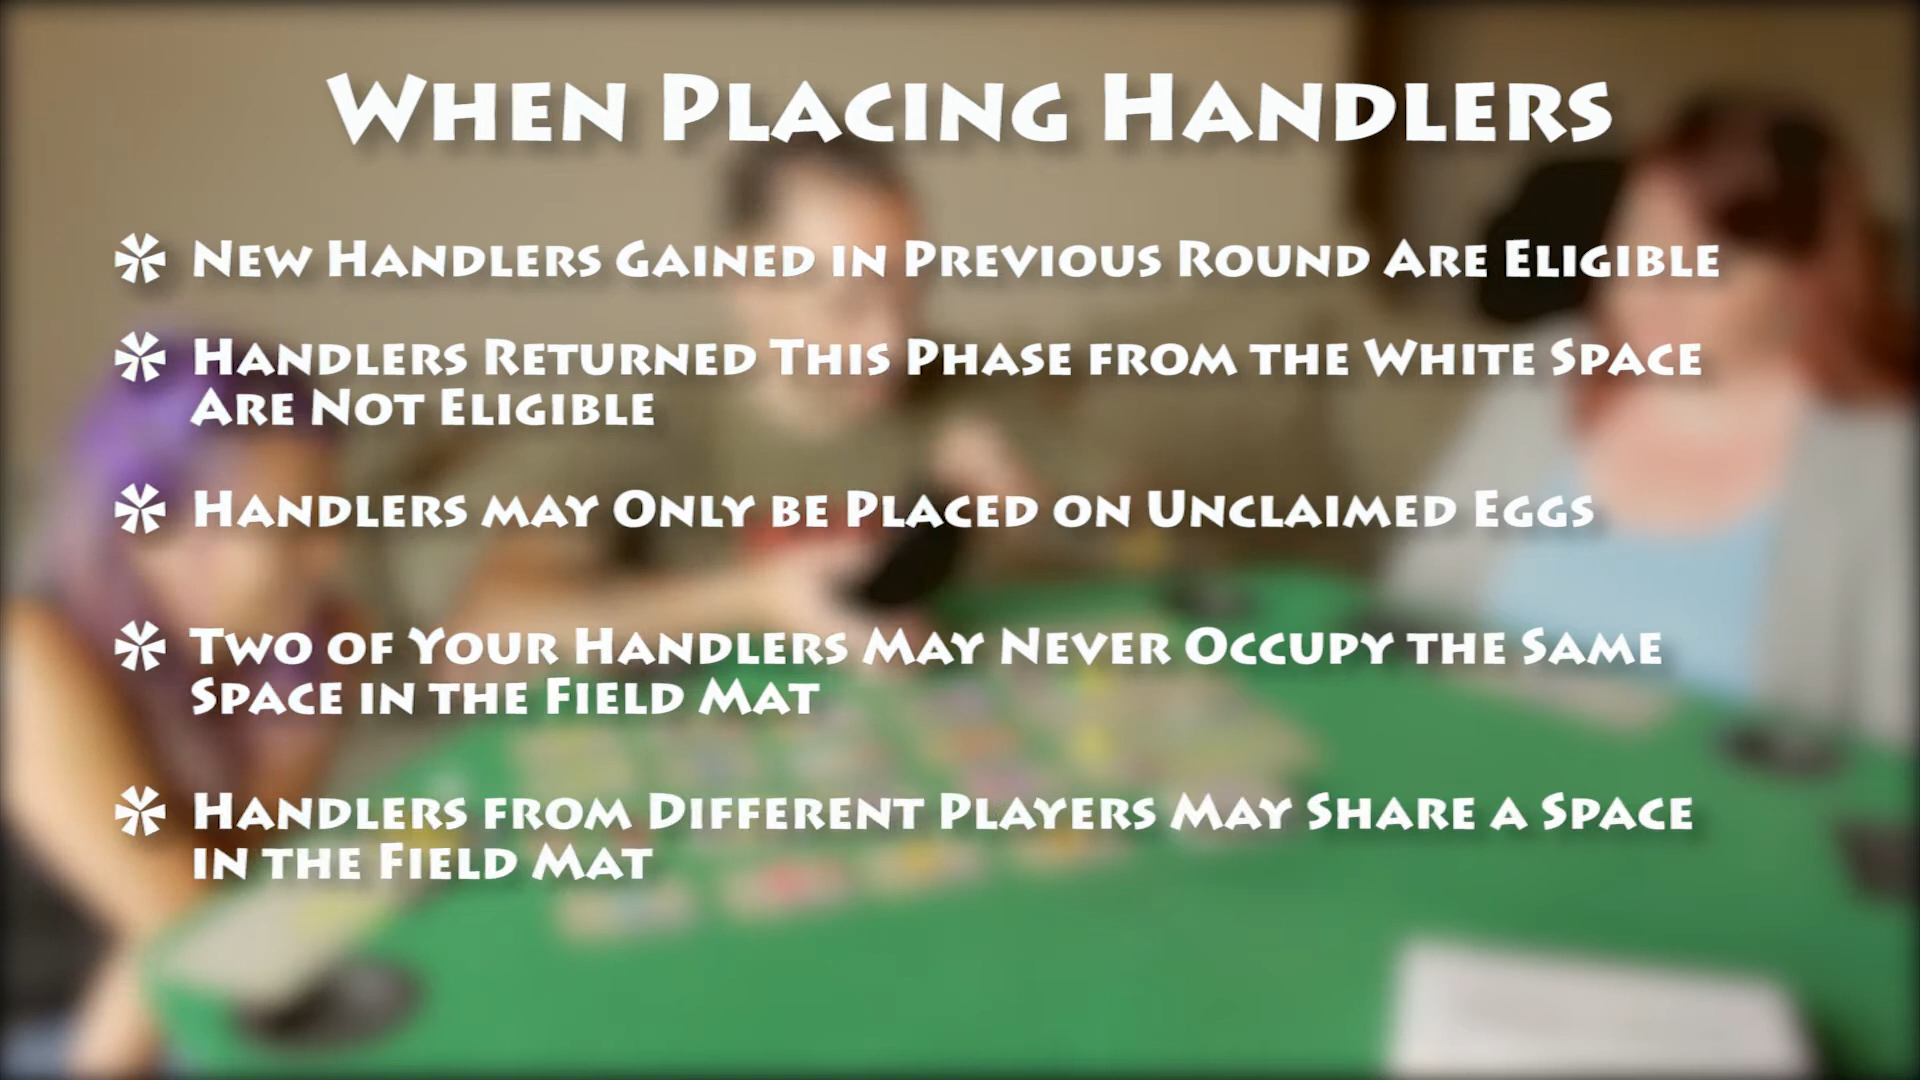 When Placing Handlers
* New Handlers Gained in Previous Round Are Eligible
* Handlers Returned This Phase from the White Space
Are Not Eligible
* Handlers may Only be Placed on Unclaimed Eggs
* Two of Your Handlers May Never Occupy the Same
Space in the Field Mat
* Handlers from Different Players May Share a Space
in the Field Mat